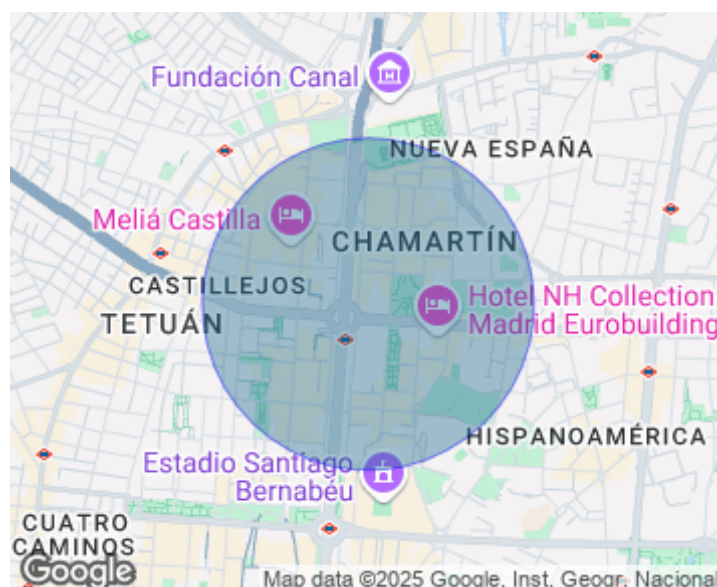 Fundación Canal
NUEVA ESPAÑA
Meliá Castilla
CHAMARTÍN
CASTILLEJOS
Hotel NH Collection
Madrid Eurobuilding
TETUÁN
HISPANOAMÉRICA
Estadio Santiago
Bernabéu
CUATRO
CAMINOS
Google
Map data ©2025 Google, Inst. Geogr. Nacional